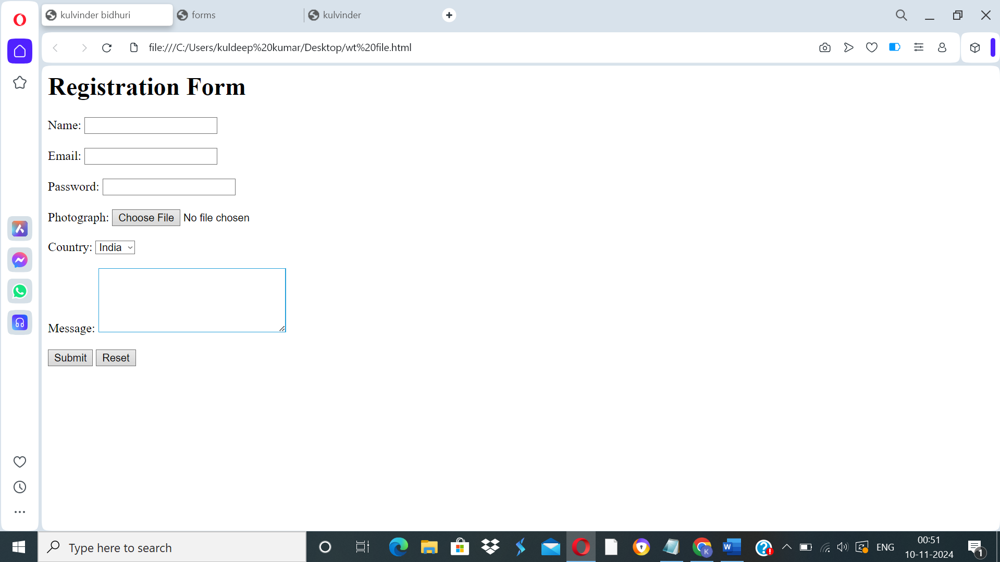 kulvinder bidhuri
forms
kulvinder
file:///C:/Users/kuldeep%20kumar/Desktop/wt%20file.html
Registration Form
Name:
Email:
Password:
Photograph: Choose File No file chosen
Country: India
Message:
Submit Reset
Type here to search
K
W
ENG
00:51
10-11-2024
1